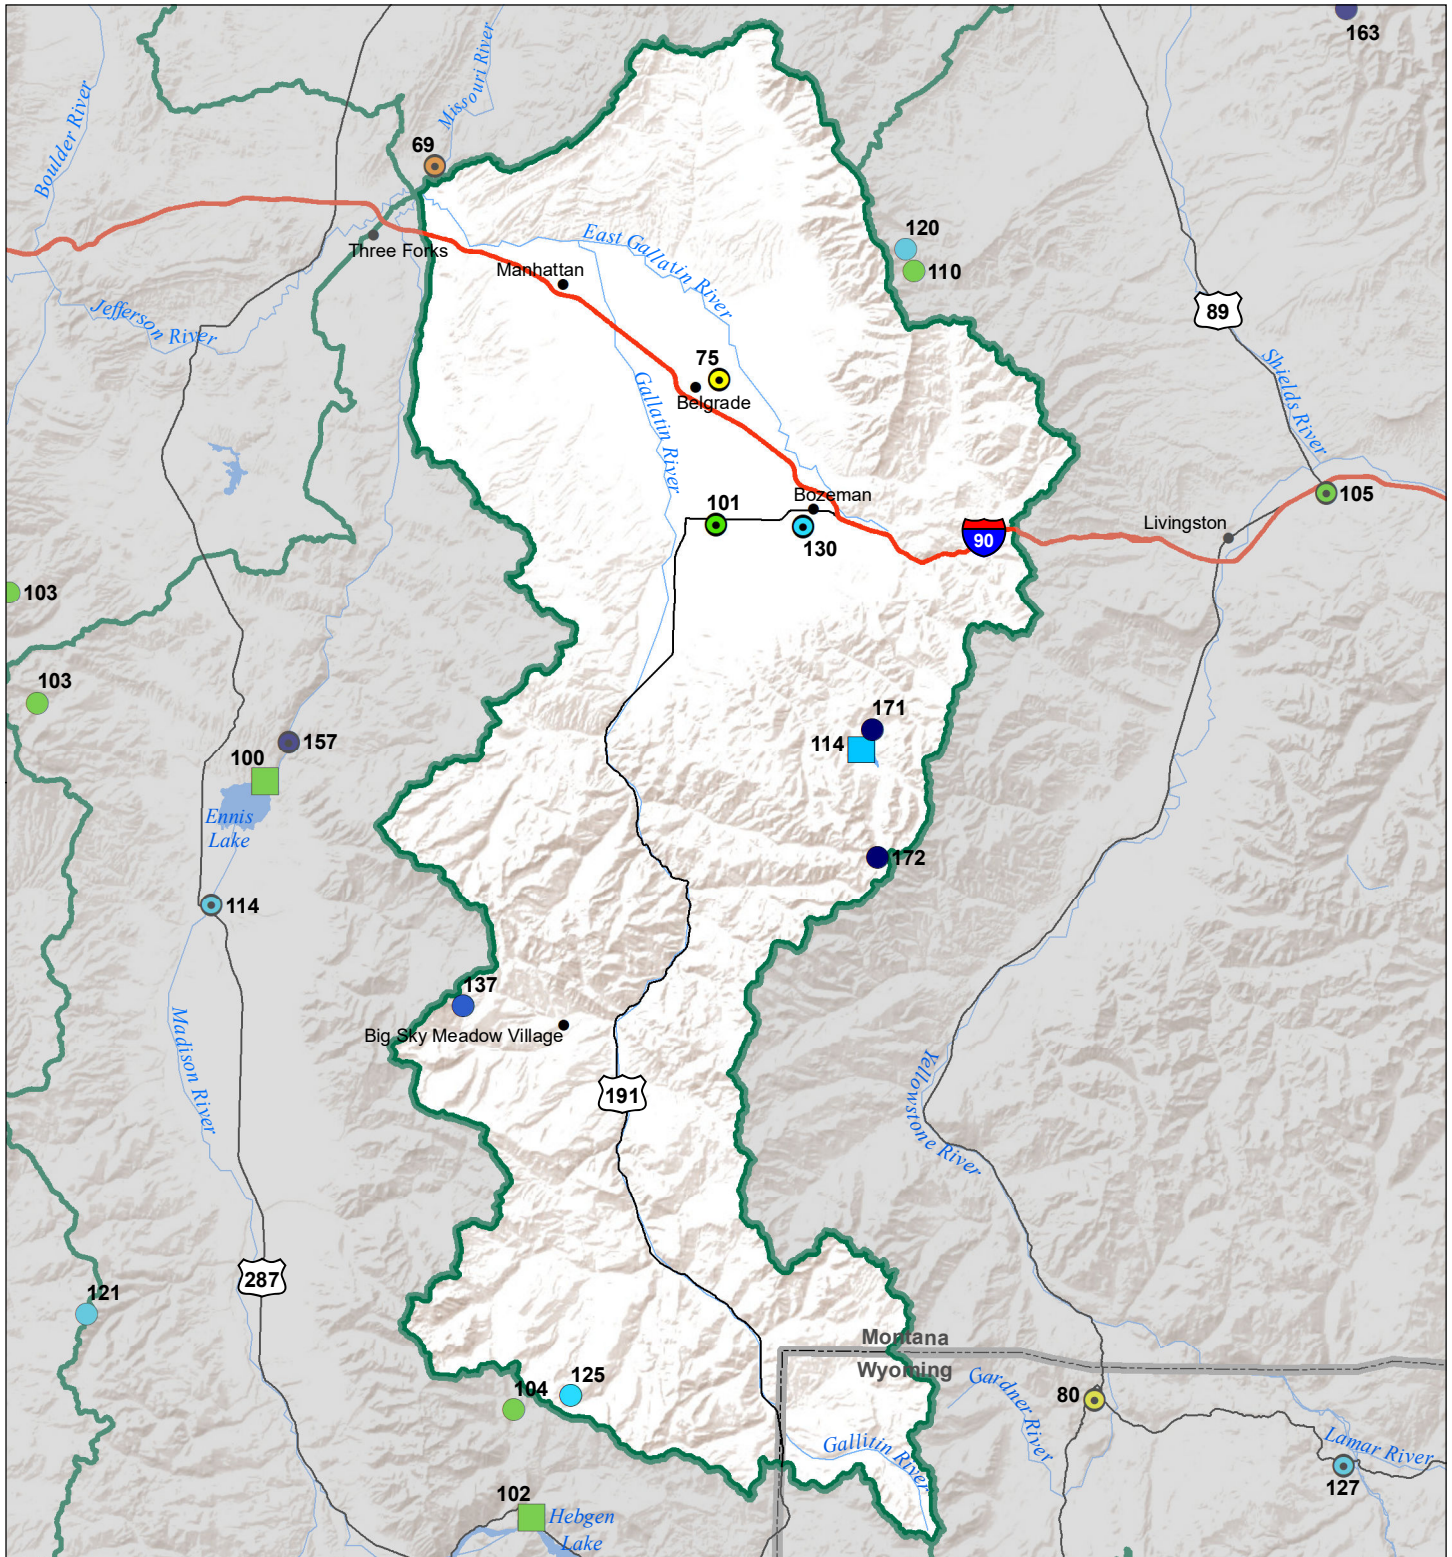 163
Missouri River
Boulder River
69
120
East Gallatin River
Three Forks
Manhattan
110
Jefferson River
89
75
Shields River
Gallatin River
Belgrade
101
Bozeman
105
Livingston
90
130
103
103
171
157
114
100
Ennis
Lake
172
114
137
Madison River
Big Sky Meadow Village
Yellowstone River
191
287
121
Montana
Wyoming
125
104
80
Gardner River
Gallitin River
Lamar River
127
102
Hebgen
Lake